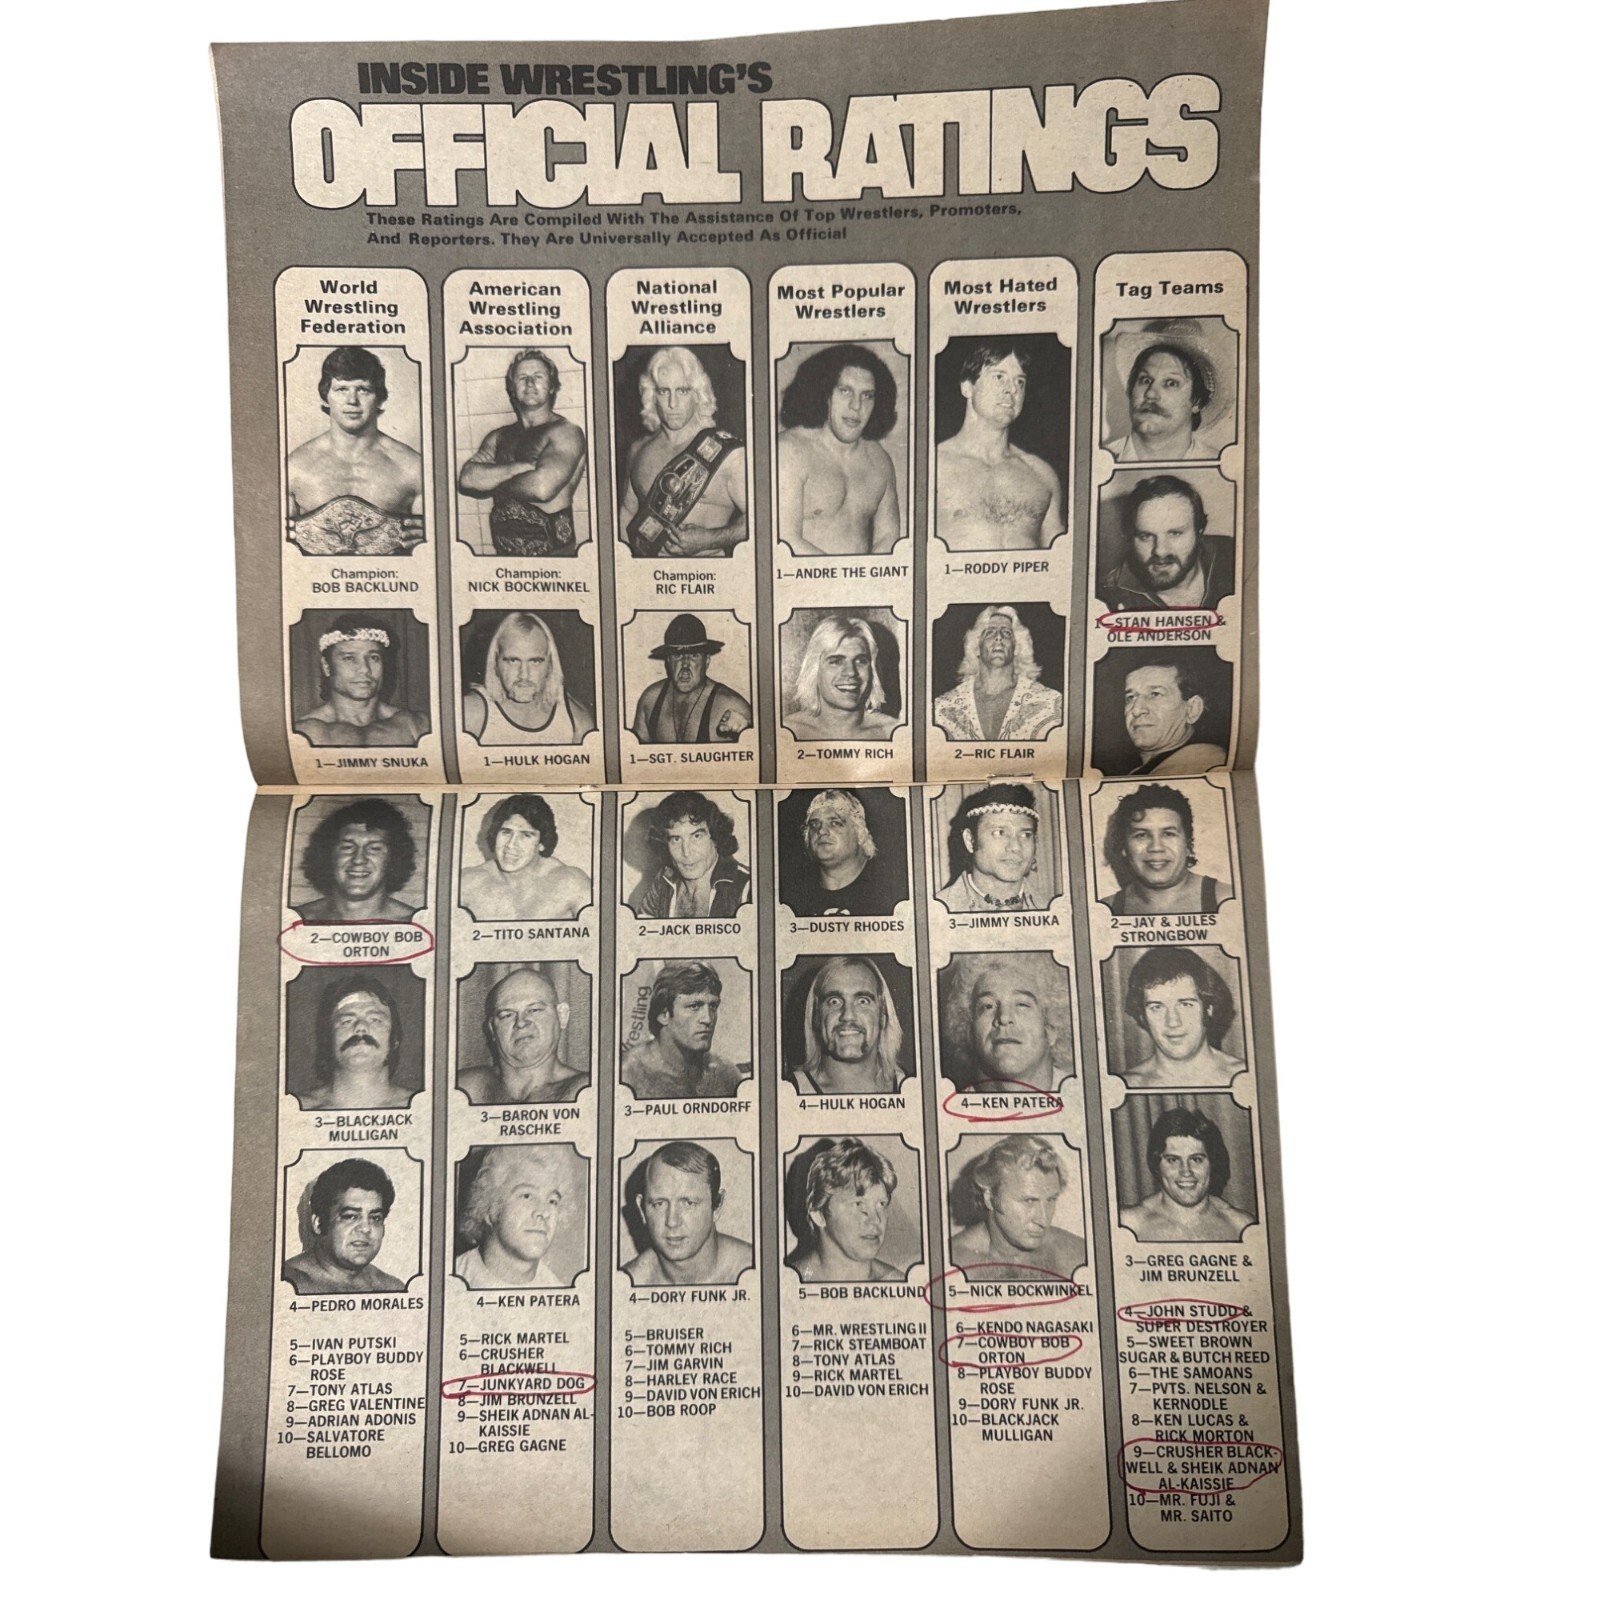 INSIDE WRESTLING'S
OFFICIAL RATINGS
These Ratings Are Compiled With The Assistance Of Top Wrestlers, Promoters,
And Reporters. They Are Universally Accepted As Official
World
Wrestling
Federation
Champion:
BOB BACKLUND
1—JIMMY SNUKA
2—COWBOY BOB
ORTON
3—BLACKJACK
MULLIGAN
4—PEDRO MORALES
5—IVAN PUTSKI
6—PLAYBOY BUDDY
ROSE
7—TONY ATLAS
8—GREG VALENTINE
9—ADRIAN ADONIS
10—SALVATORE
BELLOMO
American
Wrestling
Association
Champion:
NICK BOCKWINKEL
1—HULK HOGAN
2—TITO SANTANA
3—BARON VON
RASCHKE
4—KEN PATERA
5—RICK MARTEL
6—CRUSHER
BLACKWELL
7—JUNKYARD DOG
8—JIM BRUNZELL
9—SHEIK ADNAN AL-
KAISSIE
10—GREG GAGNE
National
Wrestling
Alliance
Champion:
RIC FLAIR
1—SGT. SLAUGHTER
2—JACK BRISCO
restling
3—PAUL ORNDORFF
4—DORY FUNK JR.
5—BRUISER
6—TOMMY RICH
7—JIM GARVIN
8—HARLEY RACE
9—DAVID VON ERICH
10—BOB ROOP
Most Popular
Wrestlers
1—ANDRE THE GIANT
2—TOMMY RICH
3—DUSTY RHODES
4—HULK HOGAN
5—BOB BACKLUND
6—MR. WRESTLING II
7—RICK STEAMBOAT
8—TONY ATLAS
9—RICK MARTEL
10—DAVID VON ERICH
Most Hated
Wrestlers
1—RODDY PIPER
2—RIC FLAIR
3—JIMMY SNUKA
4—KEN PATERA
5—NICK BOCKWINKEL
6—KENDO NAGASAKI
7—COWBOY BOB
ORTON
8—PLAYBOY BUDDY
ROSE
9—DORY FUNK JR.
10—BLACKJACK
MULLIGAN
Tag Teams
1—STAN HANSEN &
OLE ANDERSON
2—JAY & JULES
STRONGBOW
3—GREG GAGNE &
JIM BRUNZELL
4—JOHN STUDD &
SUPER DESTROYER
5—SWEET BROWN
SUGAR & BUTCH REED
6—THE SAMOANS
7—PVTS. NELSON &
KERNODLE
8—KEN LUCAS &
RICK MORTON
9—CRUSHER BLACK-
WELL & SHEIK ADNAN
AL-KAISSIE
10—MR. FUJI &
MR. SAITO